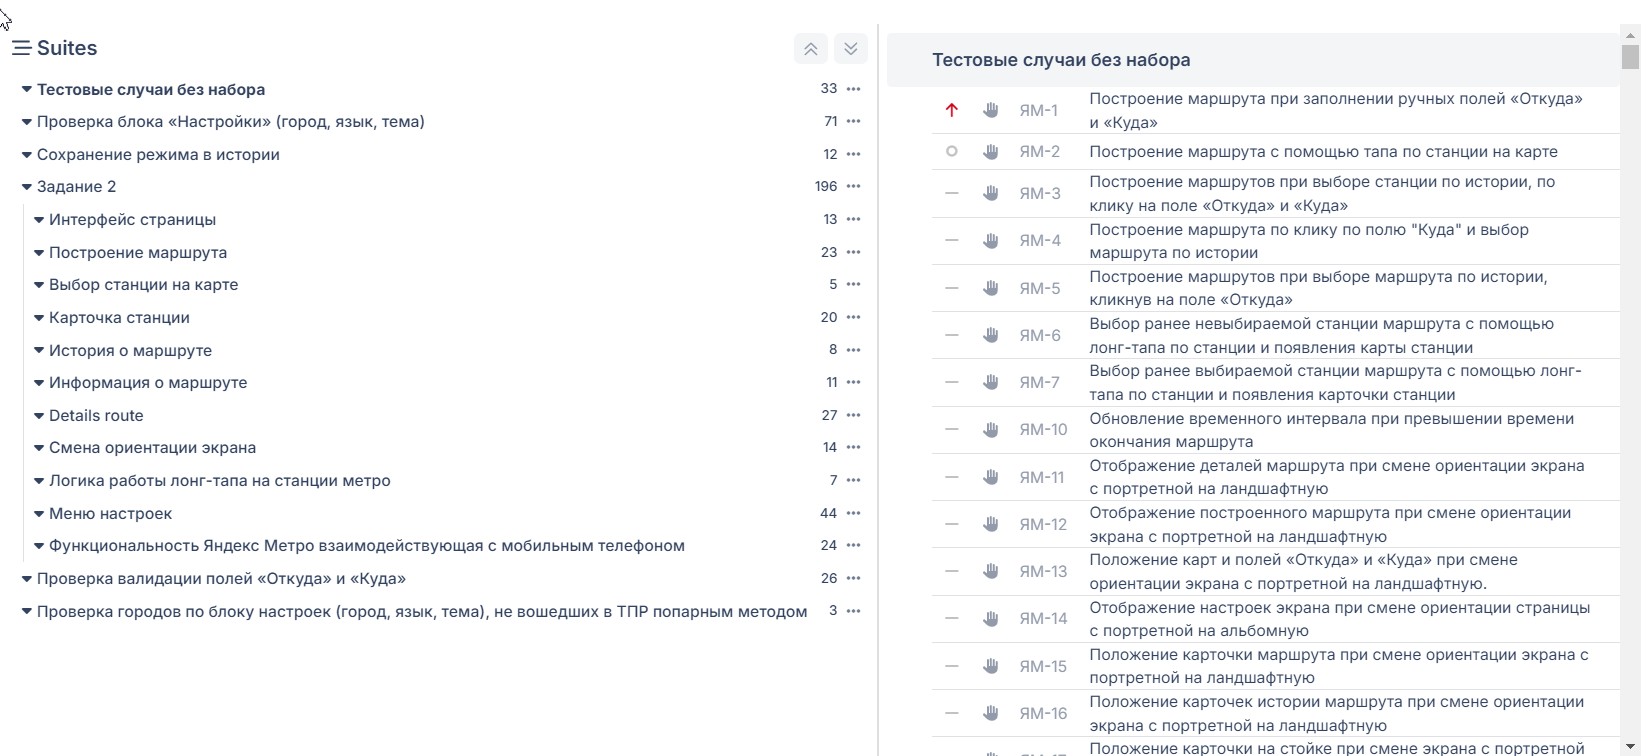 Suites
Тестовые случаи без набора 33
Проверка блока «Настройки» (город, язык, тема) 71
Сохранение режима в истории 12
Задание 2 196
Интерфейс страницы 13
Построение маршрута 23
Выбор станции на карте 5
Карточка станции 20
История о маршруте 8
Информация о маршруте 11
Details route 27
Смена ориентации экрана 14
Логика работы лонг-тапа на станции метро 7
Меню настроек 44
Функциональность Яндекс Метро взаимодействующая с мобильным телефоном 24
Проверка валидации полей «Откуда» и «Куда» 26
Проверка городов по блоку настроек (город, язык, тема), не вошедших в ТПР попарным методом 3
Тестовые случаи без набора
ЯМ-1 Построение маршрута при заполнении ручных полей «Откуда»
и «Куда»
ЯМ-2 Построение маршрута с помощью тапа по станции на карте
ЯМ-3 Построение маршрутов при выборе станции по истории, по
клику на поле «Откуда» и «Куда»
ЯМ-4 Построение маршрута по клику по полю "Куда" и выбор
маршрута по истории
ЯМ-5 Построение маршрутов при выборе маршрута по истории,
кликнув на поле «Откуда»
ЯМ-6 Выбор ранее невыбираемой станции маршрута с помощью
лонг-тапа по станции и появления карты станции
ЯМ-7 Выбор ранее выбираемой станции маршрута с помощью лонг-
тапа по станции и появления карточки станции
ЯМ-10 Обновление временного интервала при превышении времени
окончания маршрута
ЯМ-11 Отображение деталей маршрута при смене ориентации экрана
с портретной на ландшафтную
ЯМ-12 Отображение построенного маршрута при смене ориентации
экрана с портретной на ландшафтную
ЯМ-13 Положение карт и полей «Откуда» и «Куда» при смене
ориентации экрана с портретной на ландшафтную.
ЯМ-14 Отображение настроек экрана при смене ориентации страницы
с портретной на альбомную
ЯМ-15 Положение карточки маршрута при смене ориентации экрана с
портретной на ландшафтную
ЯМ-16 Положение карточек истории маршрута при смене ориентации
экрана с портретной на ландшафтную
Положение карточки на стойке при смене экрана с портретной